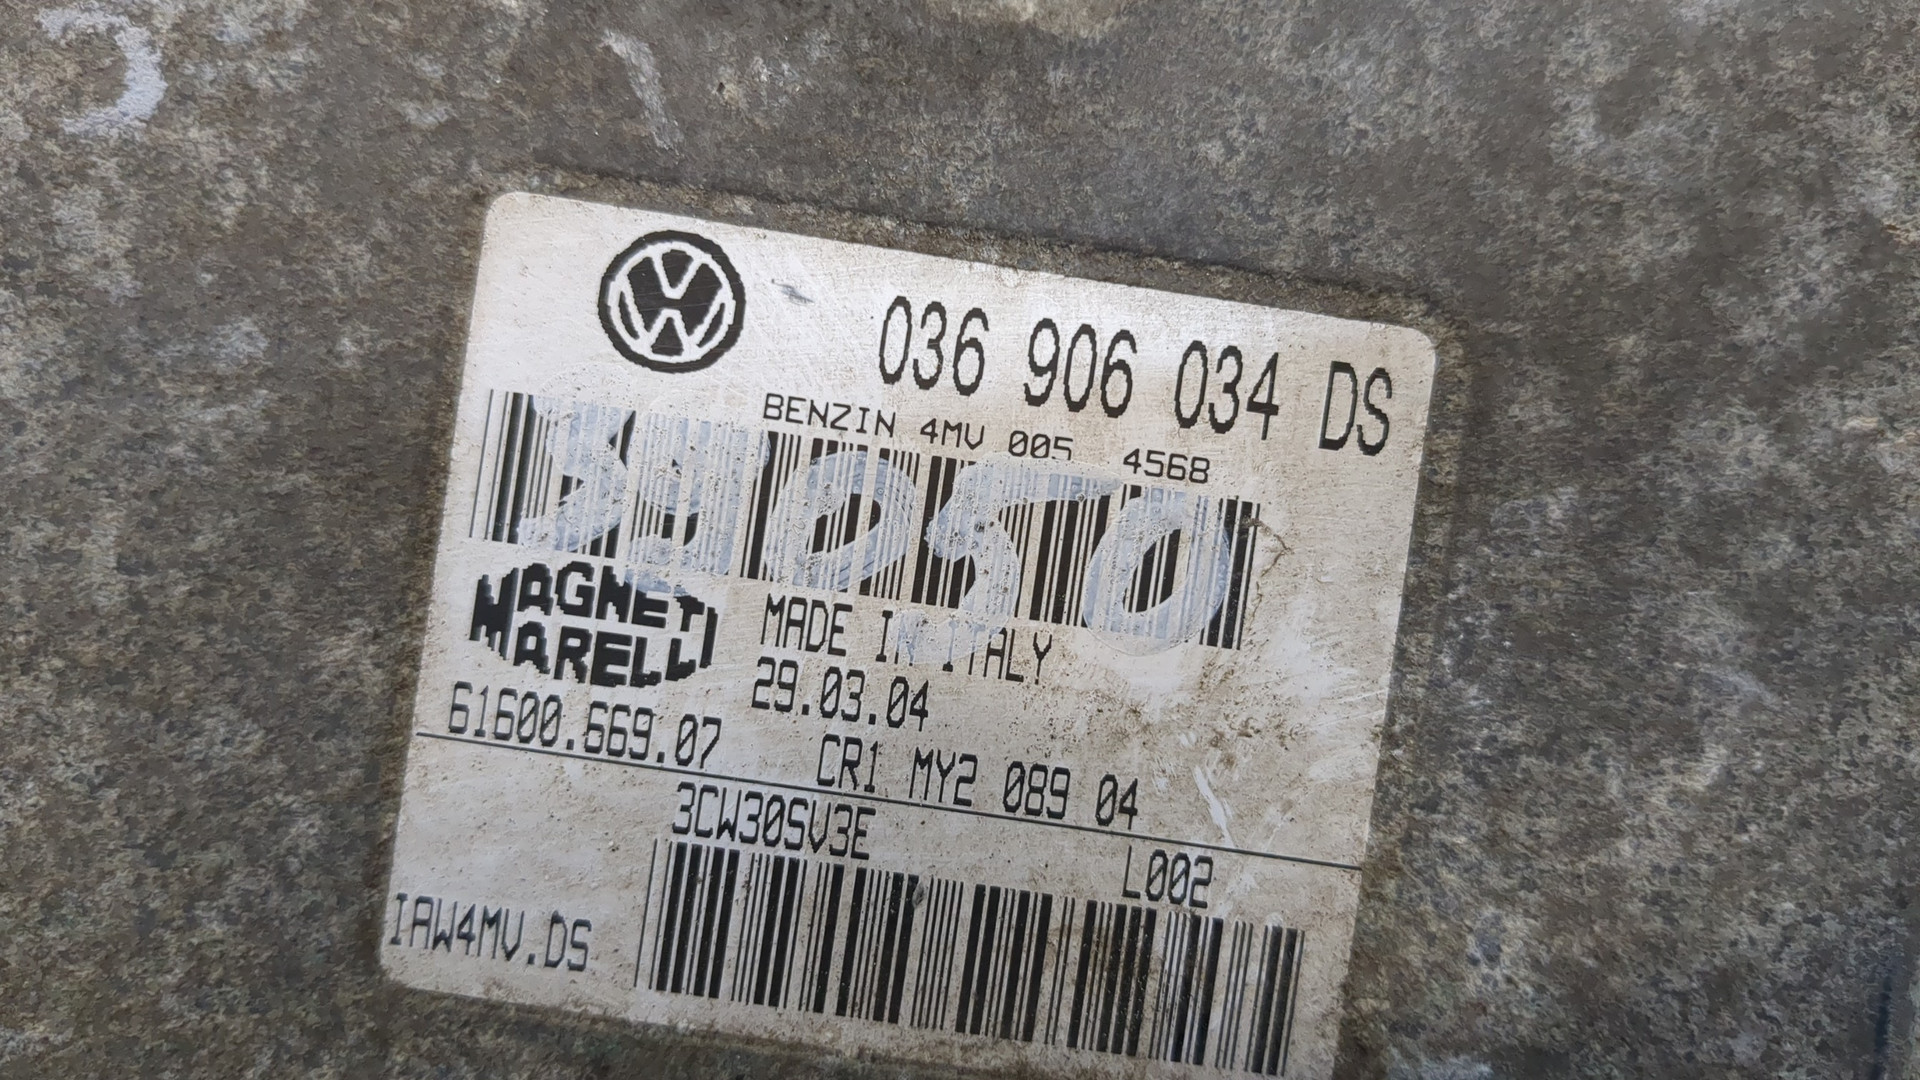 036 906 034 DS
BENZIN 4MV 005 4568
MAGNETI
MARELLI
MADE IN ITALY
29.03.04
61600.669.07
CR1 MY2 089 04
3CW30SV3E
L002
IAW4MV.DS